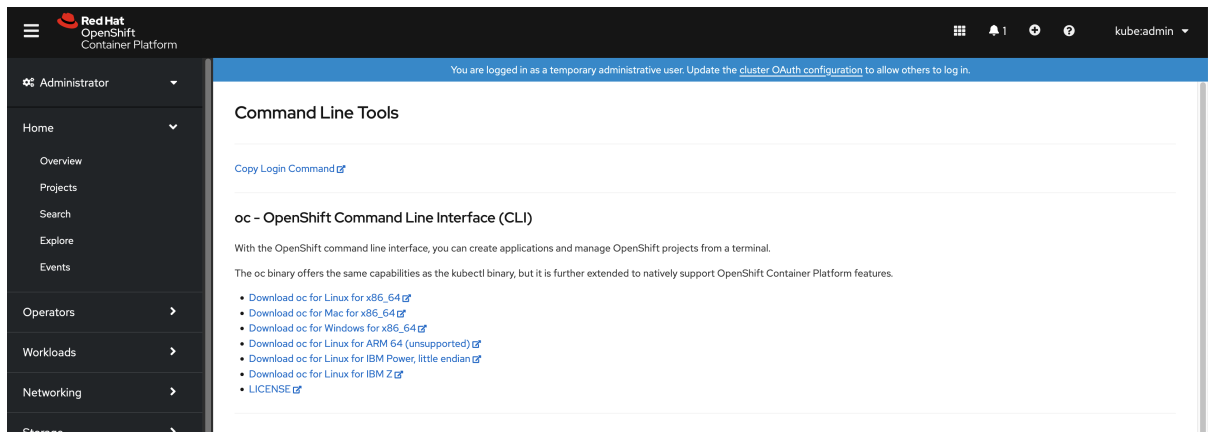 Red Hat
OpenShift
Container Platform
1
kube:admin
Administrator
You are logged in as a temporary administrative user. Update the cluster OAuth configuration to allow others to log in.
Home
Overview
Projects
Search
Explore
Events
Operators
Workloads
Networking
Storage
Command Line Tools
Copy Login Command
oc - OpenShift Command Line Interface (CLI)
With the OpenShift command line interface, you can create applications and manage OpenShift projects from a terminal.
The oc binary offers the same capabilities as the kubectl binary, but it is further extended to natively support OpenShift Container Platform features.
• Download oc for Linux for x86_64
• Download oc for Mac for x86_64
• Download oc for Windows for x86_64
• Download oc for Linux for ARM 64 (unsupported)
• Download oc for Linux for IBM Power, little endian
• Download oc for Linux for IBM Z
• LICENSE